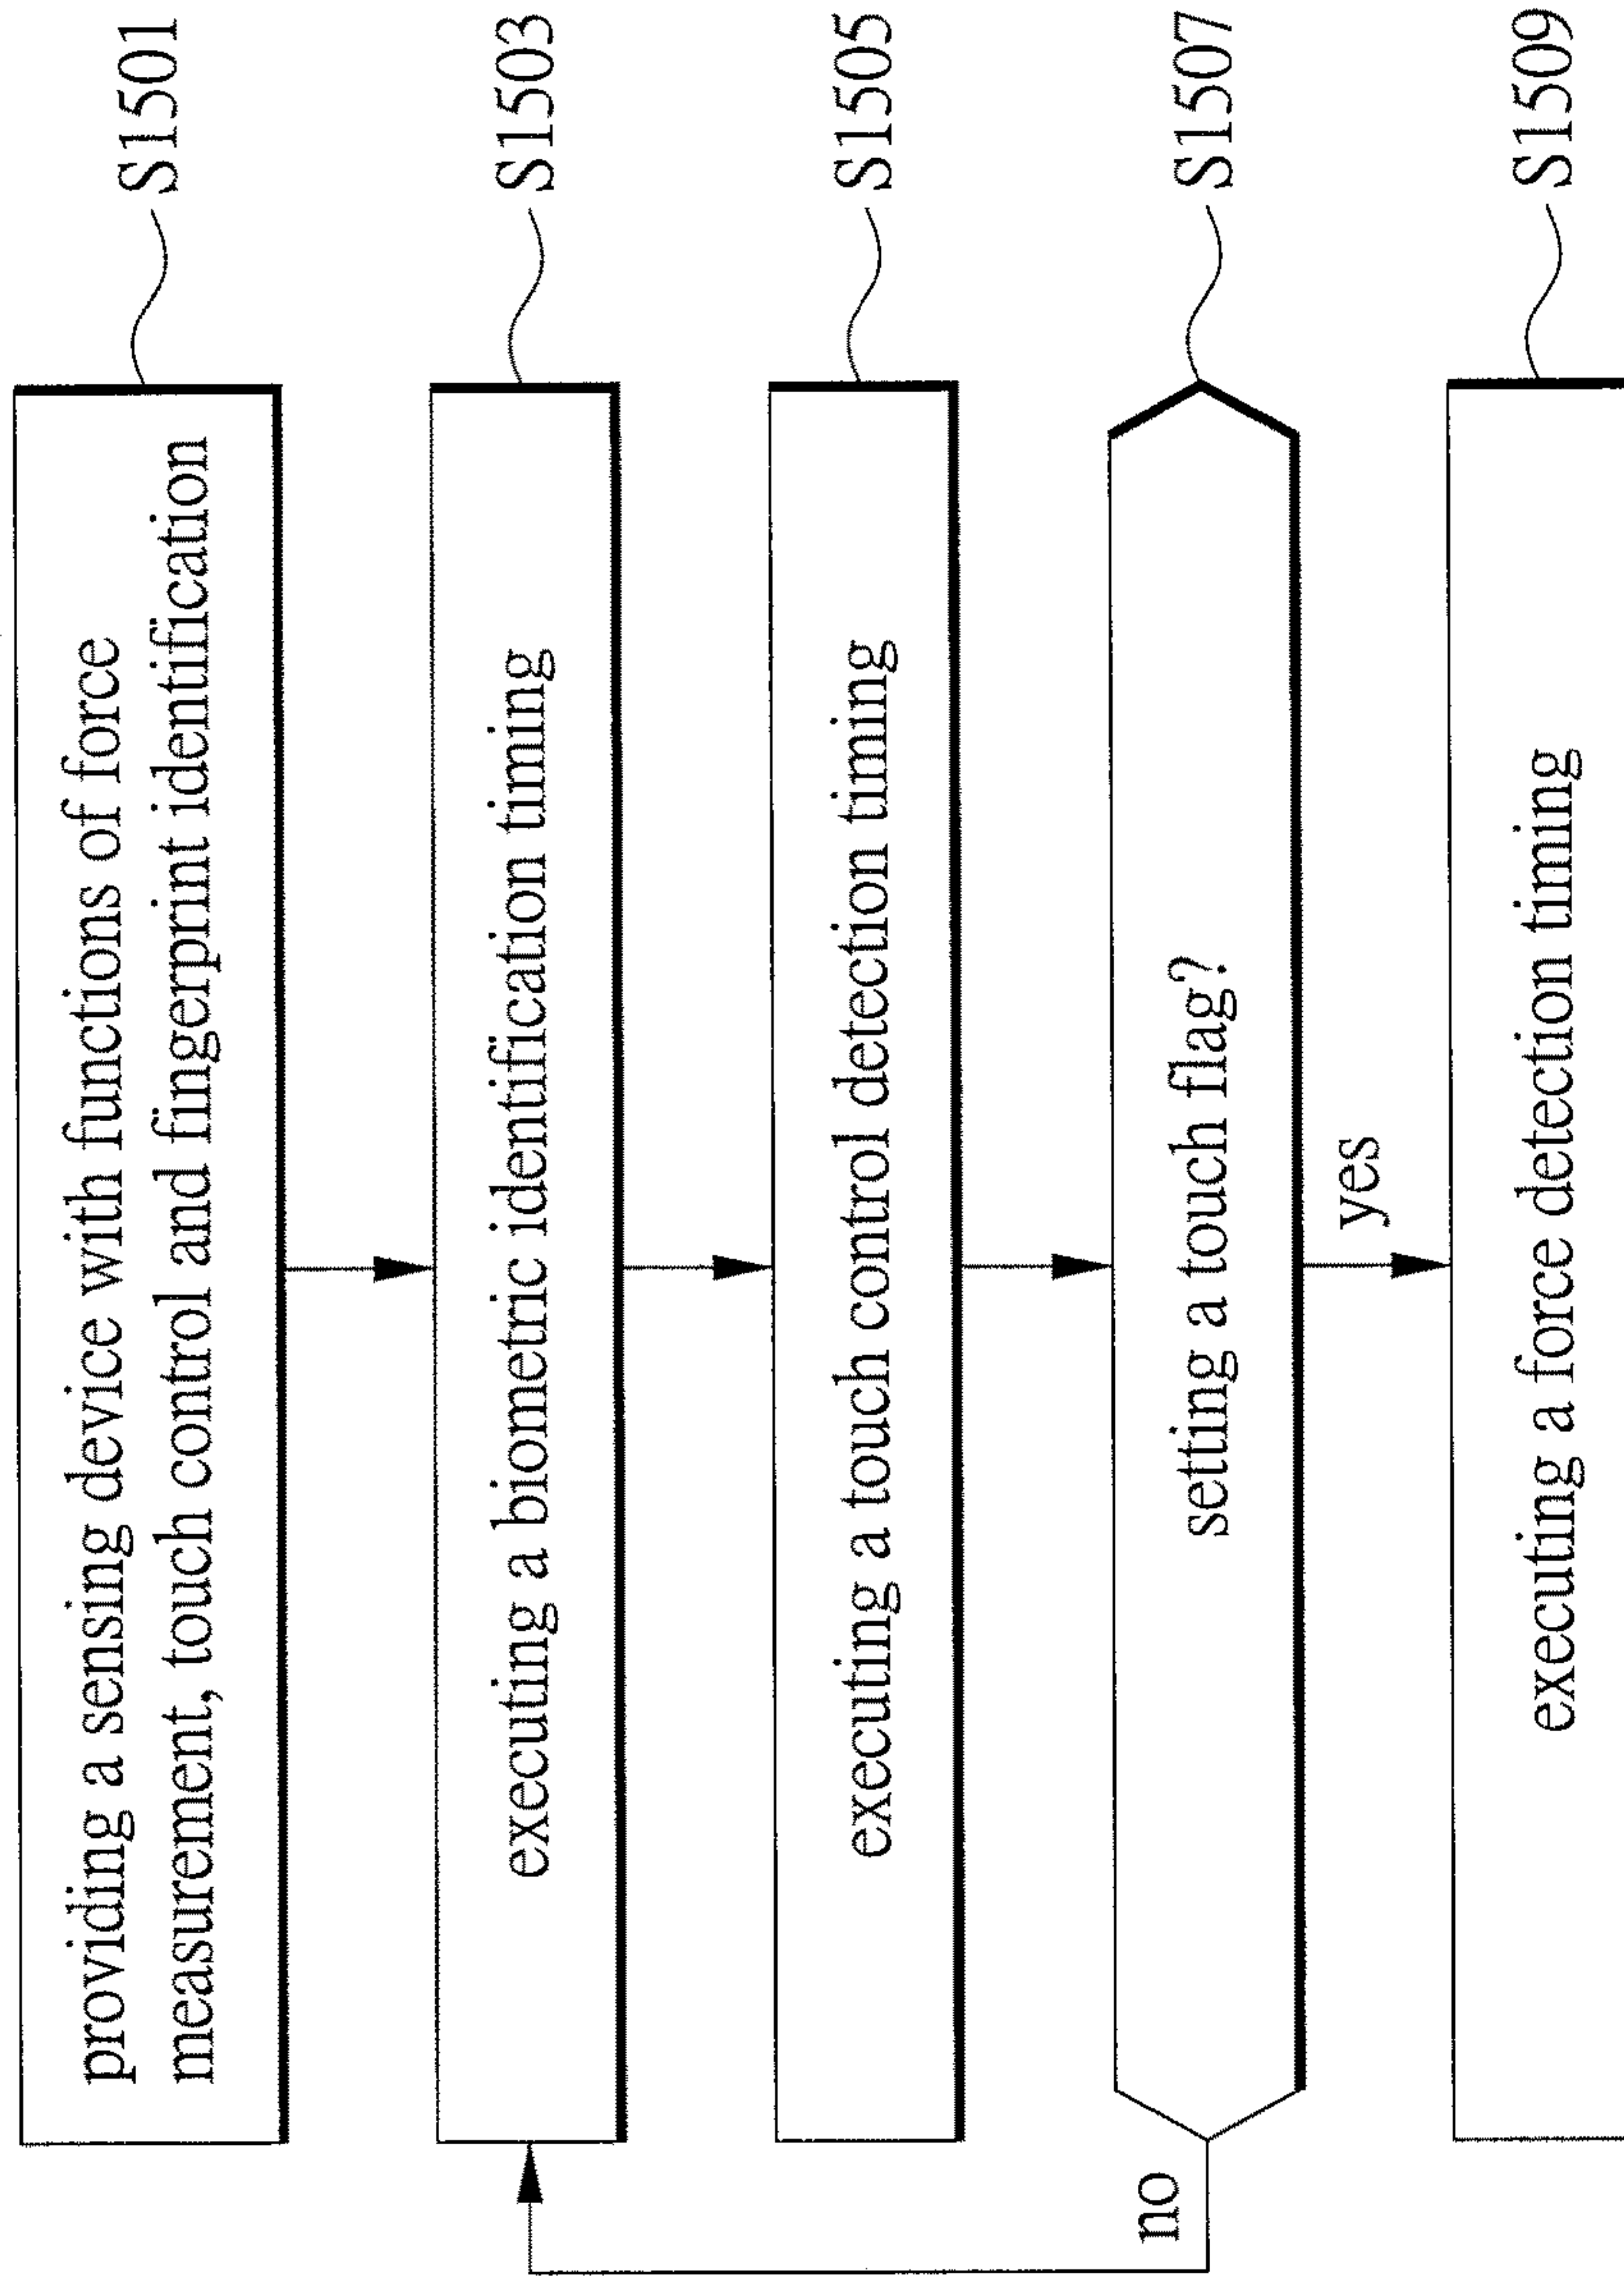 providing a sensing device with functions of force
measurement, touch control and fingerprint identification
S1501
executing a biometric identification timing
S1503
executing a touch control detection timing
S1505
setting a touch flag?
S1507
no
yes
executing a force detection timing
S1509